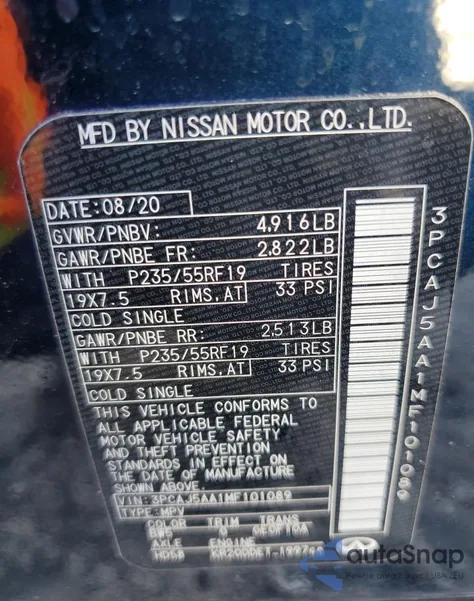 MFD BY NISSAN MOTOR CO.,LTD.
DATE:08/20
GVWR/PNBV: 4,916LB
GAWR/PNBE FR: 2,822LB
WITH P235/55RF19 TIRES
19X7.5 RIMS.AT 33 PSI
COLD SINGLE
GAWR/PNBE RR: 2,513LB
WITH P235/55RF19 TIRES
19X7.5 RIMS.AT 33 PSI
COLD SINGLE
THIS VEHICLE CONFORMS TO
ALL APPLICABLE FEDERAL
MOTOR VEHICLE SAFETY
AND THEFT PREVENTION
STANDARDS IN EFFECT ON
THE DATE OF MANUFACTURE
SHOWN ABOVE.
VIN:3PCAJ5AA1MF101089
TYPE:MPV
COLOR TRIM TRANS
AXLE ENGINE
3PCAJ5AA1MF101089
autoSnap